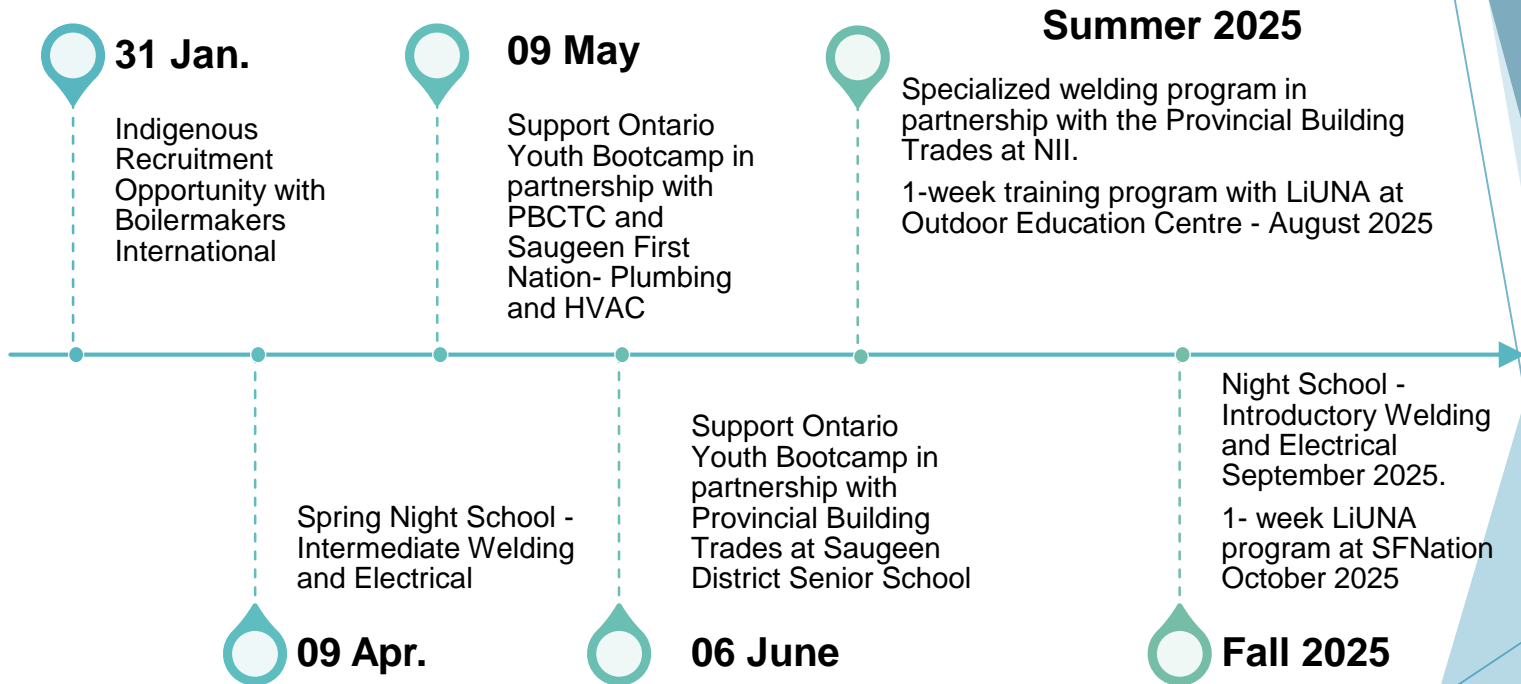 31 Jan.
Indigenous
Recruitment
Opportunity with
Boilermakers
International
09 May
Support Ontario
Youth Bootcamp in
partnership with
PBCTC and
Saugeen First
Nation- Plumbing
and HVAC
Summer 2025
Specialized welding program in
partnership with the Provincial Building
Trades at NII.
1-week training program with LiUNA at
Outdoor Education Centre - August 2025
Spring Night School -
Intermediate Welding
and Electrical
09 Apr.
Support Ontario
Youth Bootcamp in
partnership with
Provincial Building
Trades at Saugeen
District Senior School
06 June
Night School -
Introductory Welding
and Electrical
September 2025.
1- week LiUNA
program at SFNation
October 2025
Fall 2025